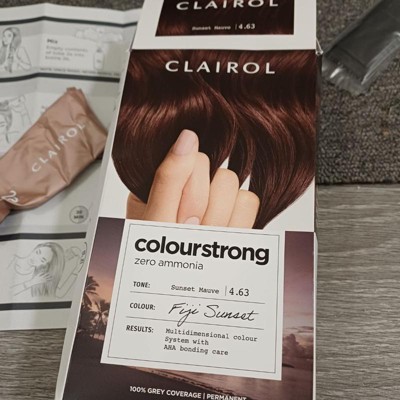 CLAIROL
Sunset Mauve | 4.63
CLAIROL
colourstrong
zero ammonia
TONE: Sunset Mauve | 4.63
COLOUR: Fiji Sunset
RESULTS: Multidimensional colour
System with
AHA bonding care
100% GREY COVERAGE | PERMANENT
CLAIROL
Mix